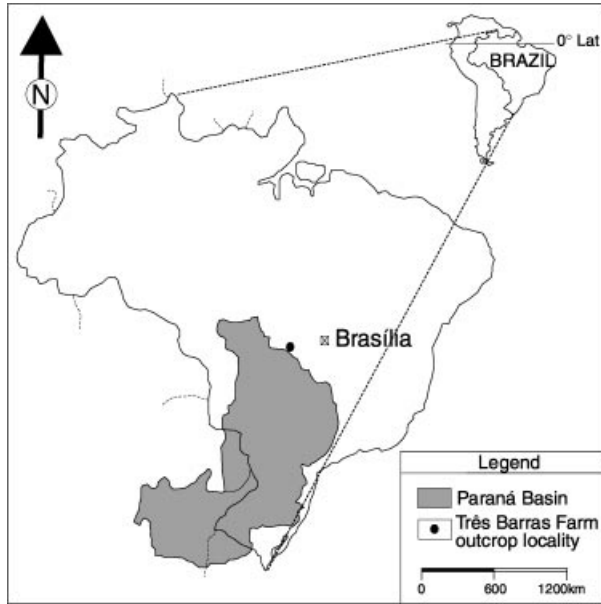 N
0° Lat
BRAZIL
Brasília
Legend
Paraná Basin
Três Barras Farm
outcrop locality
0 600 1200km